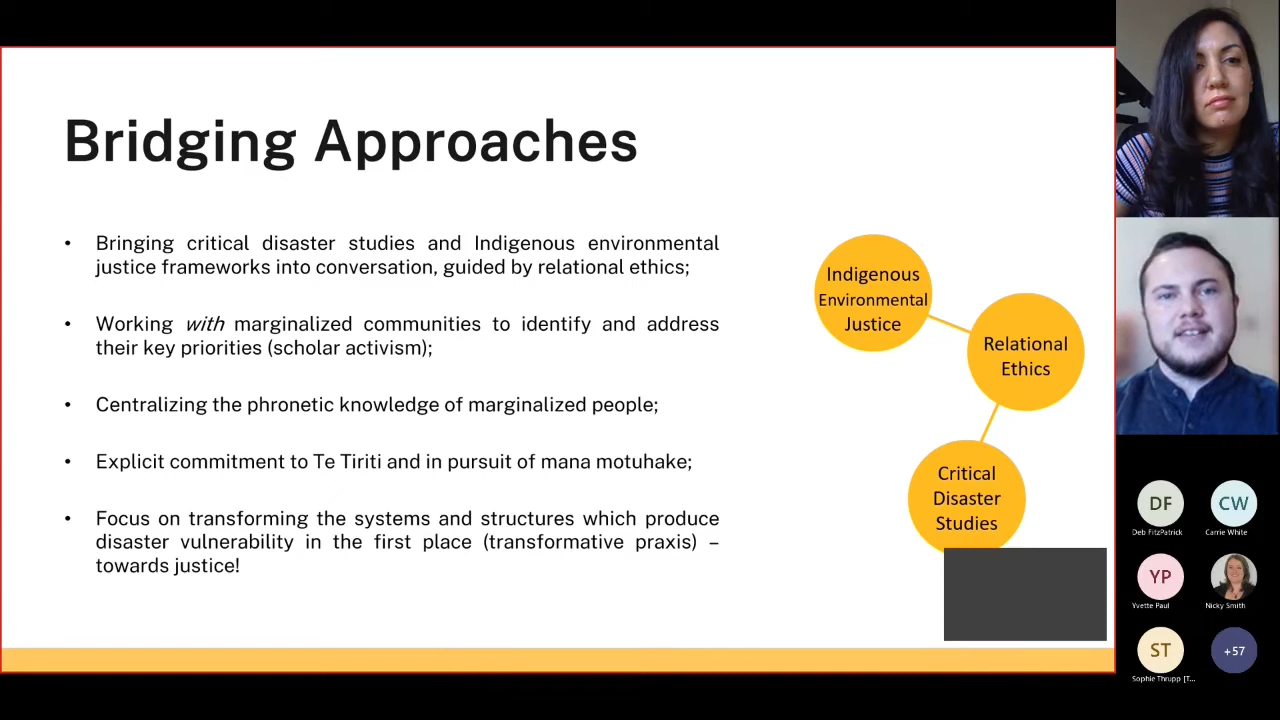 Bridging Approaches
• Bringing critical disaster studies and Indigenous environmental
justice frameworks into conversation, guided by relational ethics;
• Working with marginalized communities to identify and address
their key priorities (scholar activism);
• Centralizing the phronetic knowledge of marginalized people;
• Explicit commitment to Te Tiriti and in pursuit of mana motuhake;
• Focus on transforming the systems and structures which produce
disaster vulnerability in the first place (transformative praxis) –
towards justice!
Indigenous
Environmental
Justice
Relational
Ethics
Critical
Disaster
Studies
DF
Deb FitzPatrick
CW
Carrie White
YP
Yvette Paul
Nicky Smith
ST
Sophie Thrupp [T...
+57